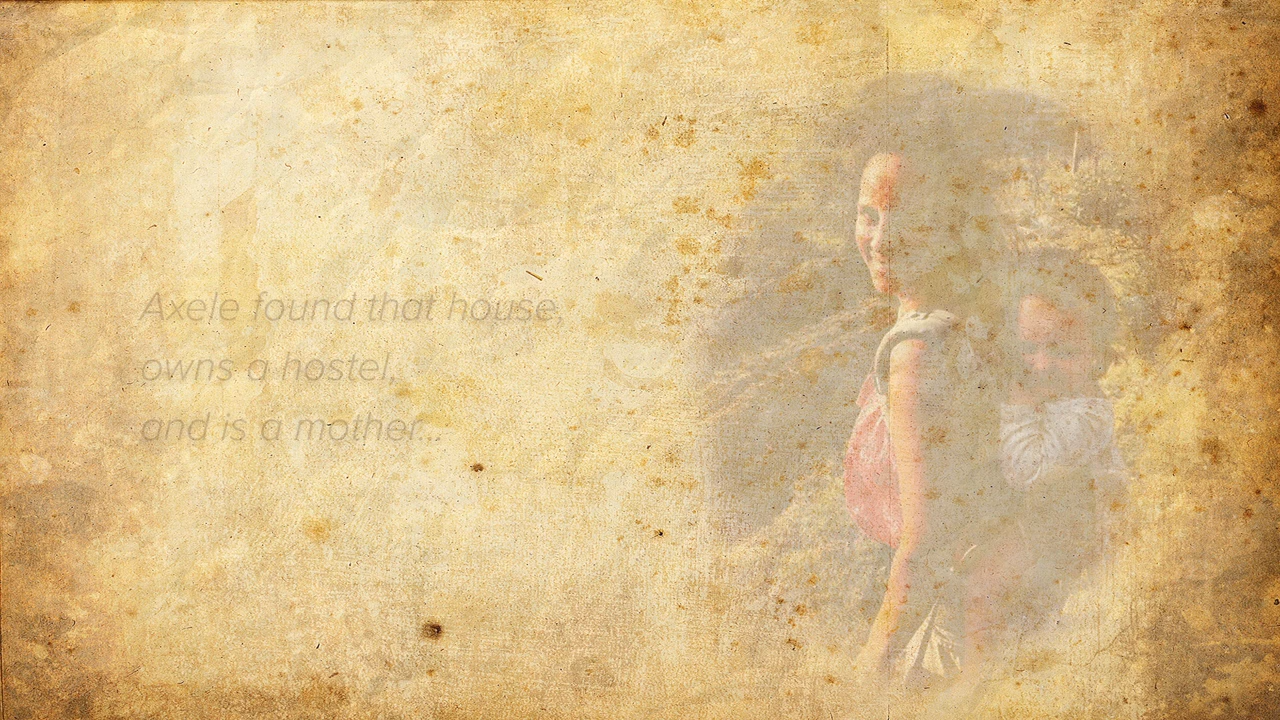 Axele found that house,
owns a hostel,
and is a mother...